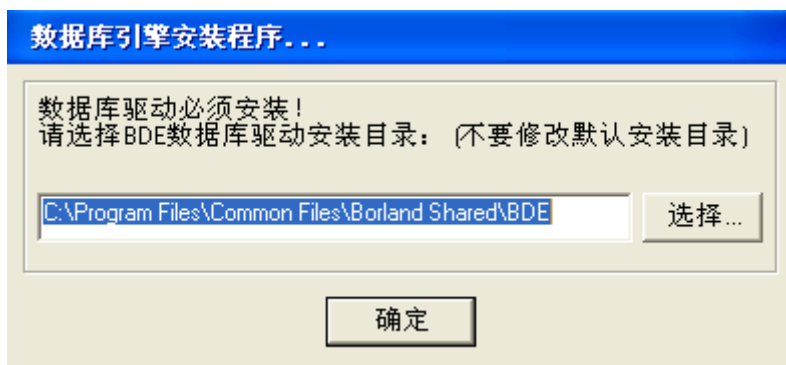 数据库引擎安装程序...
数据库驱动必须安装!
请选择BDE数据库驱动安装目录: (不要修改默认安装目录)
C:\Program Files\Common Files\Borland Shared\BDE
选择...
确定